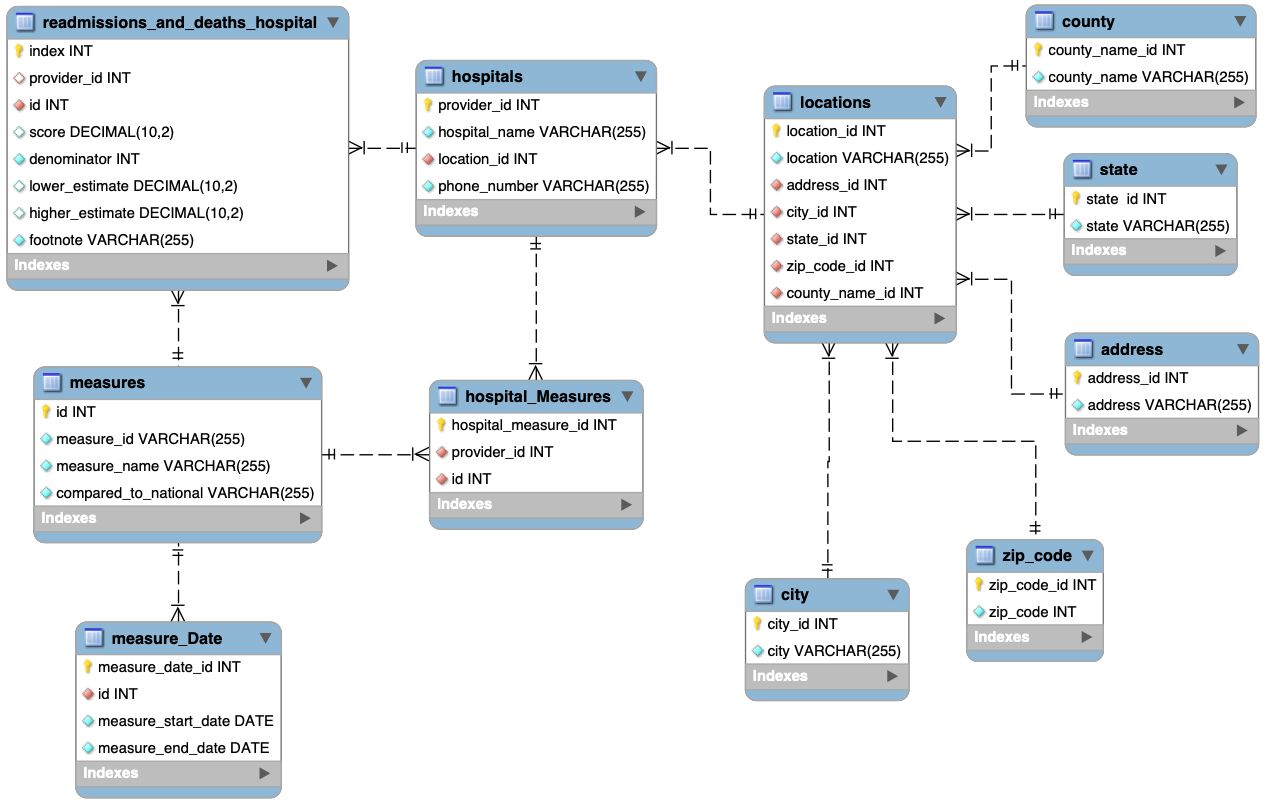 readmissions_and_deaths_hospital
index INT
provider_id INT
id INT
score DECIMAL(10,2)
denominator INT
lower_estimate DECIMAL(10,2)
higher_estimate DECIMAL(10,2)
footnote VARCHAR(255)
Indexes
hospitals
provider_id INT
hospital_name VARCHAR(255)
location_id INT
phone_number VARCHAR(255)
Indexes
locations
location_id INT
location VARCHAR(255)
address_id INT
city_id INT
state_id INT
zip_code_id INT
county_name_id INT
Indexes
county
county_name_id INT
county_name VARCHAR(255)
Indexes
state
state_id INT
state VARCHAR(255)
Indexes
address
address_id INT
address VARCHAR(255)
Indexes
measures
id INT
measure_id VARCHAR(255)
measure_name VARCHAR(255)
compared_to_national VARCHAR(255)
Indexes
hospital_Measures
hospital_measure_id INT
provider_id INT
id INT
Indexes
measure_Date
measure_date_id INT
id INT
measure_start_date DATE
measure_end_date DATE
Indexes
city
city_id INT
city VARCHAR(255)
Indexes
zip_code
zip_code_id INT
zip_code INT
Indexes